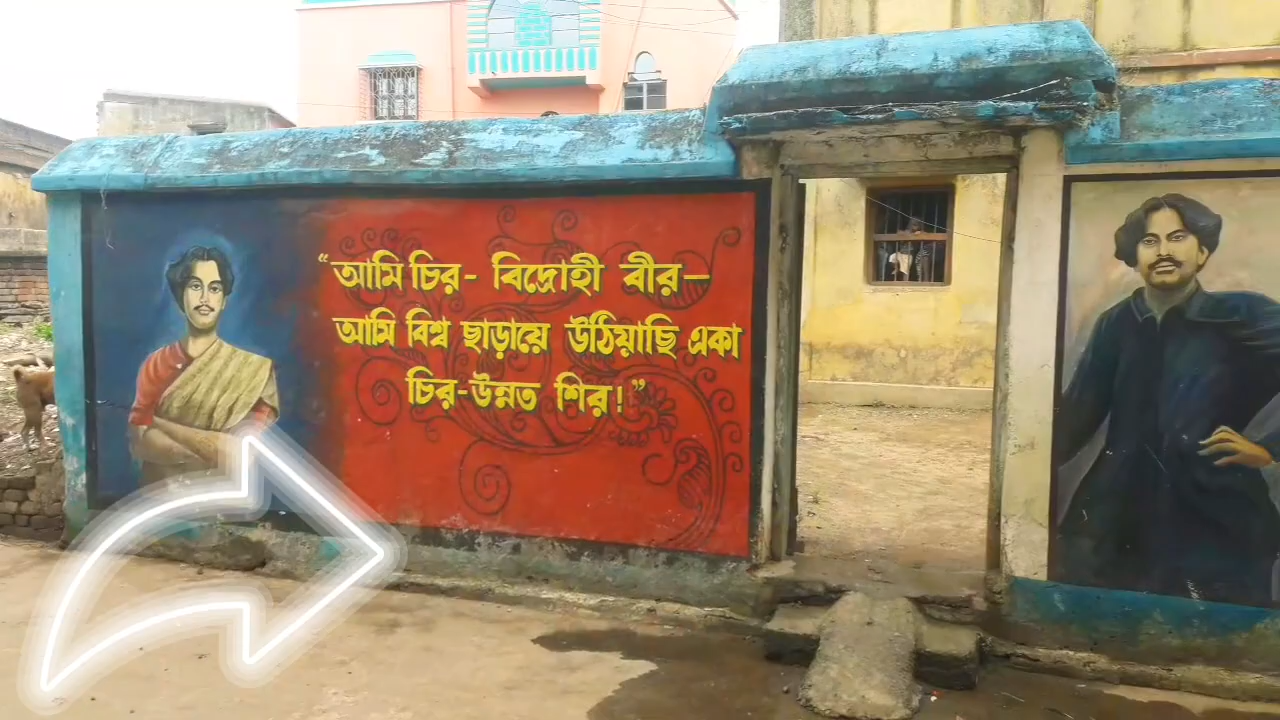 “আমি চির- বিদ্রোহী বীর—
আমি বিশ্ব ছাড়ায়ে উঠিয়াছি একা
চির-উন্নত শির!”